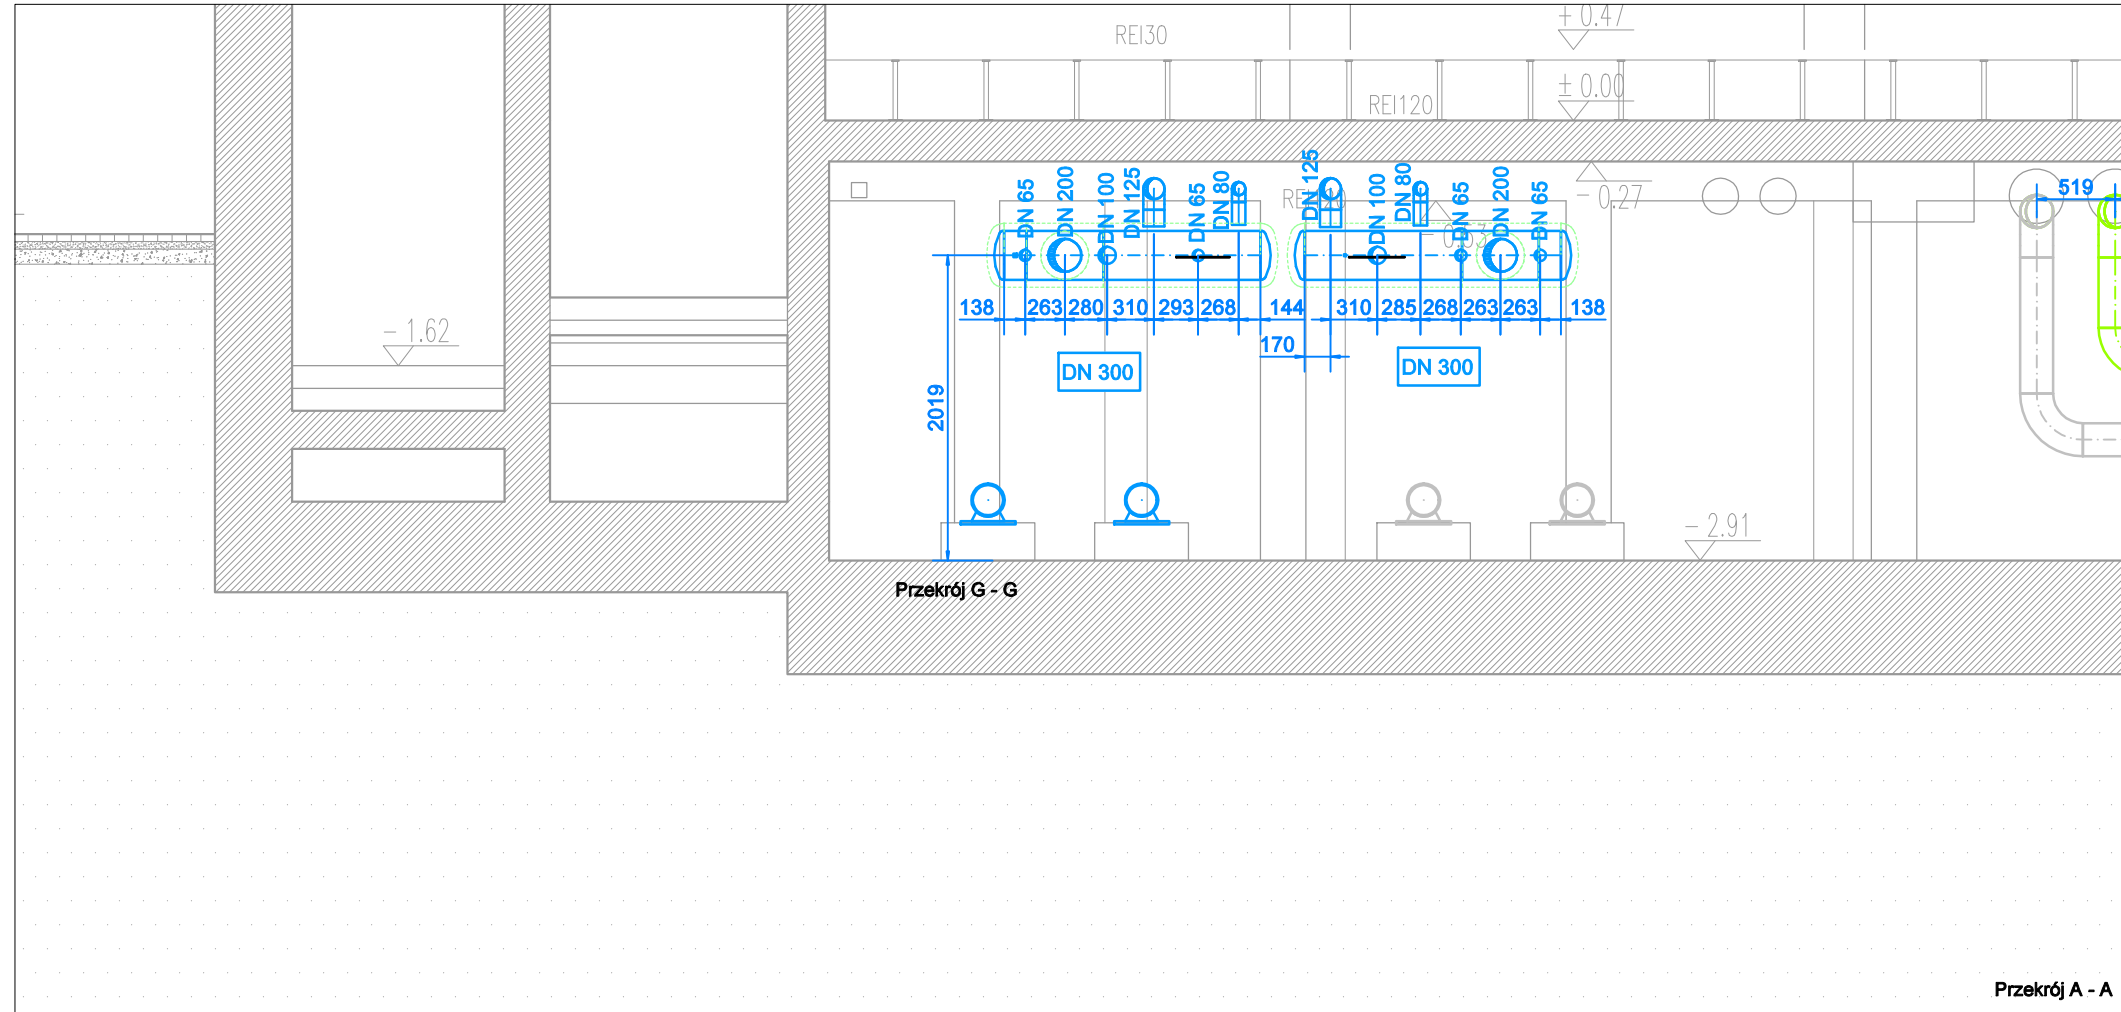 + 0.47
REI30
± 0.00
REI120
DN 65
DN 200
DN 100
DN 125
DN 65
DN 80
DN 125
DN 100
DN 80
DN 65
DN 200
DN 65
REI120
- 0.27
- 0.53
519
138
263
280
310
293
268
144
310
285
268
263
263
138
170
- 1.62
DN 300
DN 300
2019
- 2.91
Przekrój G - G
Przekrój A - A